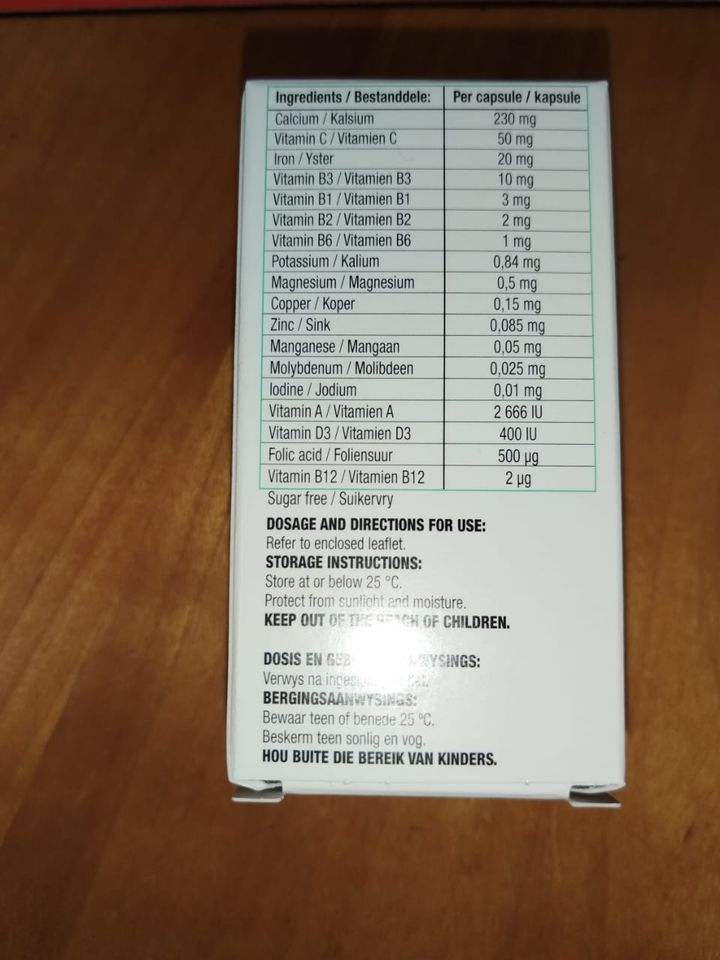 Ingredients / Bestanddele: Per capsule / kapsule
Calcium / Kalsium 230 mg
Vitamin C / Vitamien C 50 mg
Iron / Yster 20 mg
Vitamin B3 / Vitamien B3 10 mg
Vitamin B1 / Vitamien B1 3 mg
Vitamin B2 / Vitamien B2 2 mg
Vitamin B6 / Vitamien B6 1 mg
Potassium / Kalium 0,84 mg
Magnesium / Magnesium 0,5 mg
Copper / Koper 0,15 mg
Zinc / Sink 0,085 mg
Manganese / Mangaan 0,05 mg
Molybdenum / Molibdeen 0,025 mg
Iodine / Jodium 0,01 mg
Vitamin A / Vitamien A 2 666 IU
Vitamin D3 / Vitamien D3 400 IU
Folic acid / Foliensuur 500 µg
Vitamin B12 / Vitamien B12 2 µg
Sugar free / Suikervry
DOSAGE AND DIRECTIONS FOR USE:
Refer to enclosed leaflet.
STORAGE INSTRUCTIONS:
Store at or below 25 °C.
Protect from sunlight and moisture.
KEEP OUT OF THE REACH OF CHILDREN.
DOSIS EN
Verwys na
BERGINGSAANWYSINGS:
Bewaar teen of benede 25 °C.
Beskerm teen sonlig en vog.
HOU BUITE DIE BEREIK VAN KINDERS.